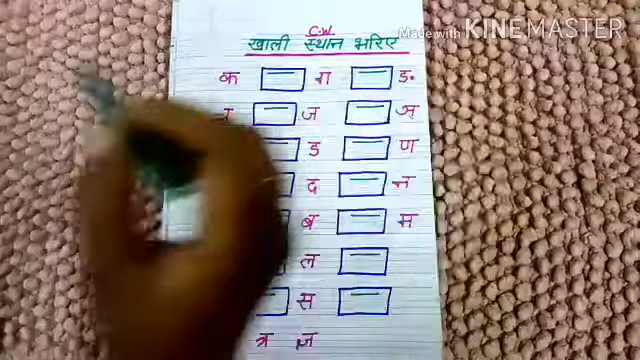 Made with KINEMASTER
C.W
खाली स्थान भरिए
क ग ङ
च ज ञ
ड ण
द न
ब म
ल
स
त्र ज्ञ